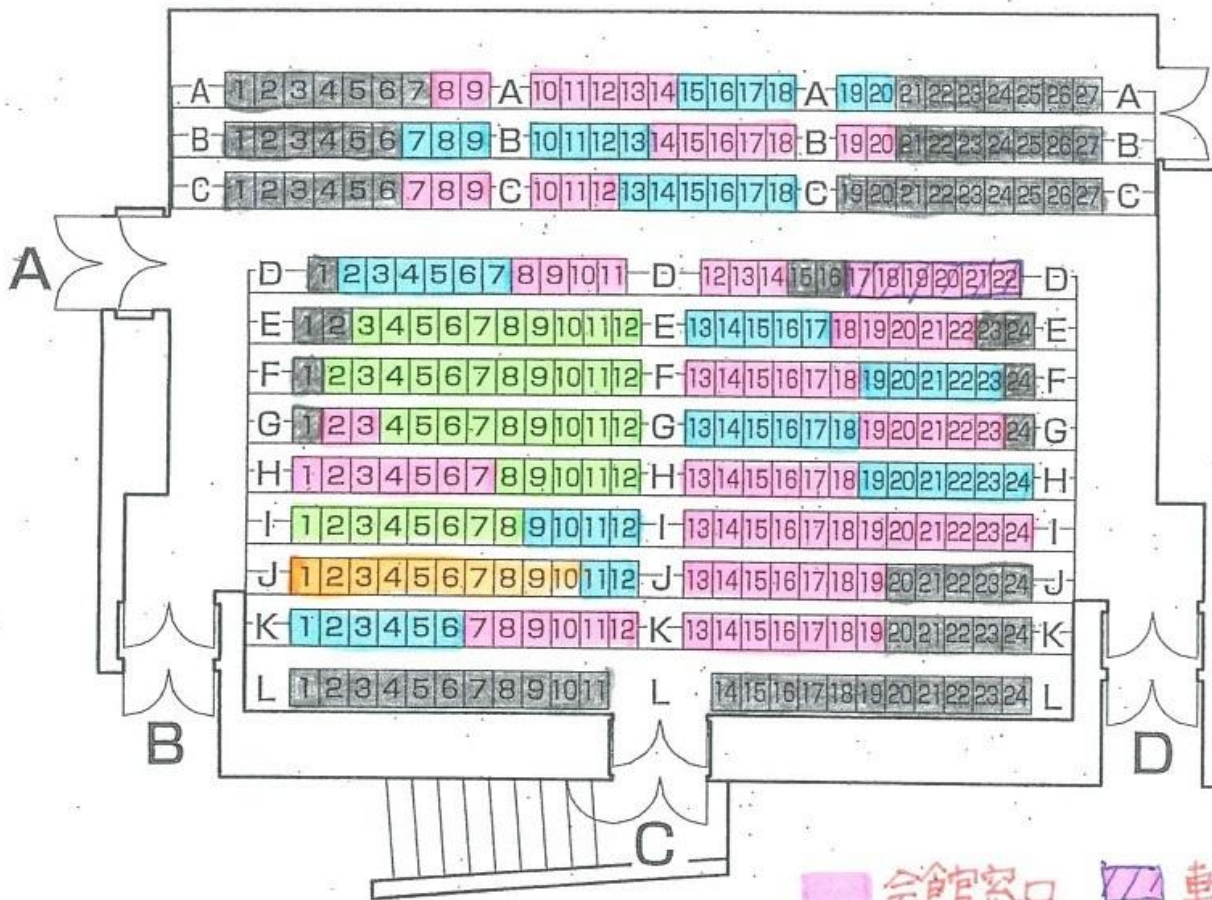 A 1 2 3 4 5 6 7 8 9 A 10 11 12 13 14 15 16 17 18 A 19 20 21 22 23 24 25 26 27 A
B 1 2 3 4 5 6 7 8 9 B 10 11 12 13 14 15 16 17 18 B 19 20 21 22 23 24 25 26 27 B
C 1 2 3 4 5 6 7 8 9 C 10 11 12 13 14 15 16 17 18 C 19 20 21 22 23 24 25 26 27 C
A
D 1 2 3 4 5 6 7 8 9 10 11 D 12 13 14 15 16 17 18 19 20 21 22 D
E 1 2 3 4 5 6 7 8 9 10 11 12 E 13 14 15 16 17 18 19 20 21 22 23 24 E
F 1 2 3 4 5 6 7 8 9 10 11 12 F 13 14 15 16 17 18 19 20 21 22 23 24 F
G 1 2 3 4 5 6 7 8 9 10 11 12 G 13 14 15 16 17 18 19 20 21 22 23 24 G
H 1 2 3 4 5 6 7 8 9 10 11 12 H 13 14 15 16 17 18 19 20 21 22 23 24 H
I 1 2 3 4 5 6 7 8 9 10 11 12 I 13 14 15 16 17 18 19 20 21 22 23 24 I
J 1 2 3 4 5 6 7 8 9 10 11 12 J 13 14 15 16 17 18 19 20 21 22 23 24 J
K 1 2 3 4 5 6 7 8 9 10 11 12 K 13 14 15 16 17 18 19 20 21 22 23 24 K
L 1 2 3 4 5 6 7 8 9 10 11 L 14 15 16 17 18 19 20 21 22 23 24 L
B
D
C
会館窓口